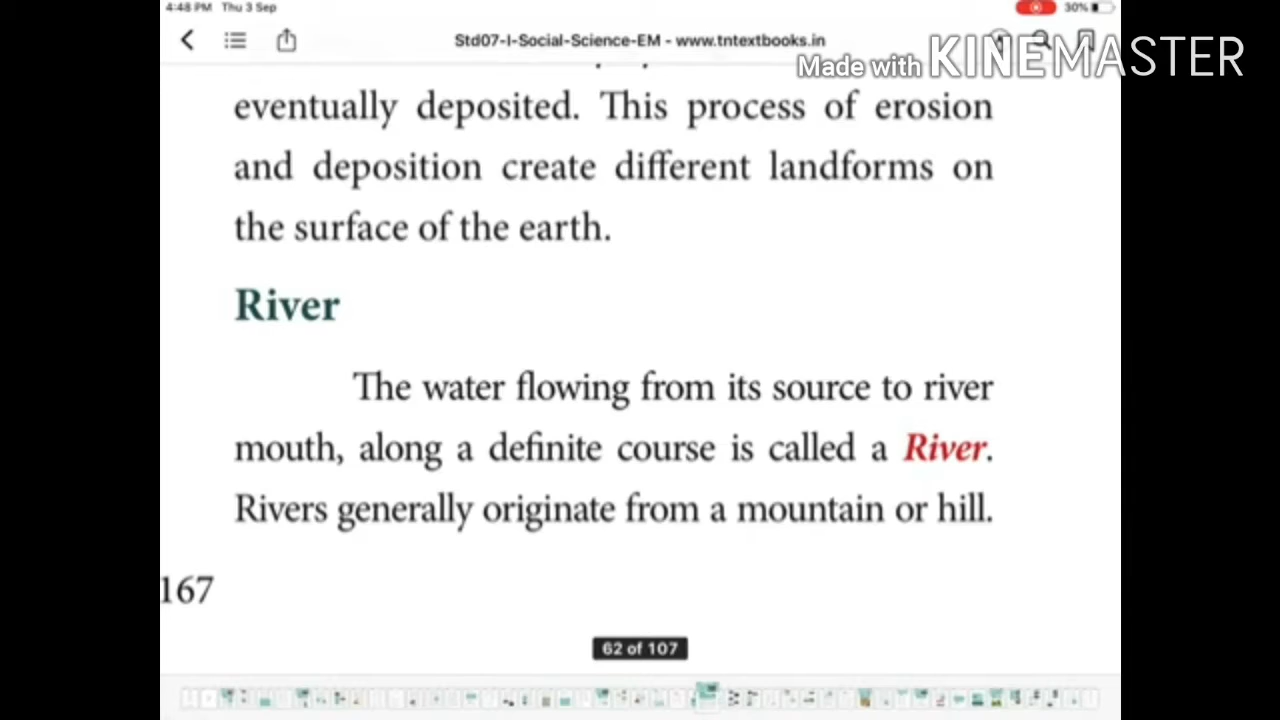 4:48 PM Thu 3 Sep
30%
Std07-I-Social-Science-EM - www.tntextbooks.in
Made with KINEMASTER
eventually deposited. This process of erosion
and deposition create different landforms on
the surface of the earth.
River
The water flowing from its source to river
mouth, along a definite course is called a River.
Rivers generally originate from a mountain or hill.
167
62 of 107